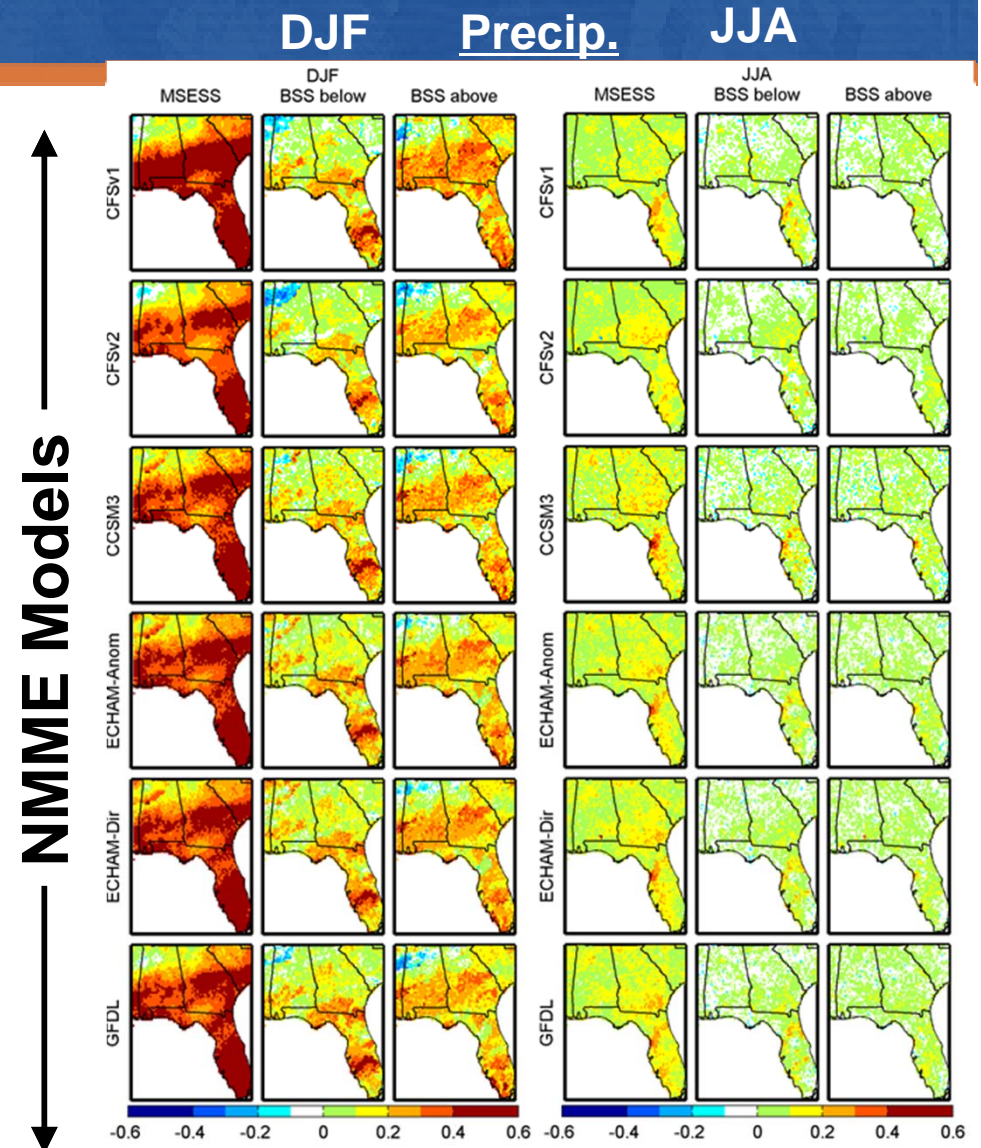 DJF Precip. JJA
DJF JJA
MSESS BSS below BSS above MSESS BSS below BSS above
NMME Models
CFSv1 CFSv1
CFSv2 CFSv2
CCSM3 CCSM3
ECHAM-Anom ECHAM-Anom
ECHAM-Dir ECHAM-Dir
GFDL GFDL
-0.6 -0.4 -0.2 0 0.2 0.4 0.6 -0.6 -0.4 -0.2 0 0.2 0.4 0.6